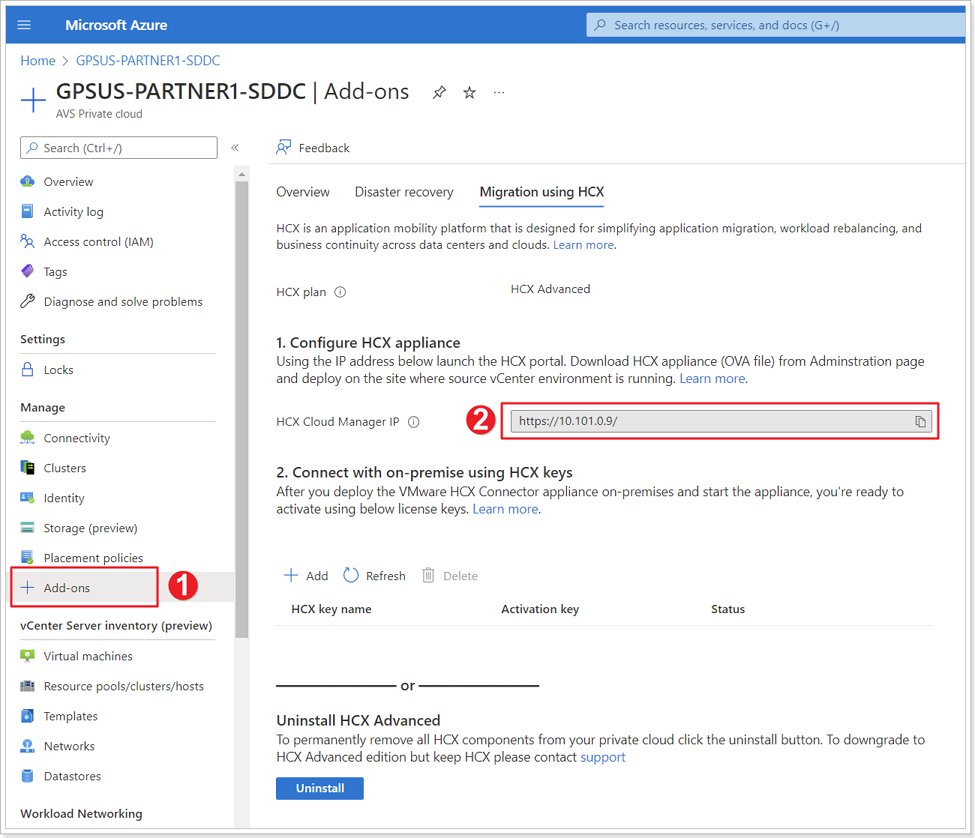 Microsoft Azure
Search resources, services, and docs (G+/)
Home > GPSUS-PARTNER1-SDDC
GPSUS-PARTNER1-SDDC | Add-ons
AVS Private cloud
Search (Ctrl+/)
Overview
Activity log
Access control (IAM)
Tags
Diagnose and solve problems
Settings
Locks
Manage
Connectivity
Clusters
Identity
Storage (preview)
Placement policies
Add-ons
1
vCenter Server inventory (preview)
Virtual machines
Resource pools/clusters/hosts
Templates
Networks
Datastores
Workload Networking
Feedback
Overview Disaster recovery Migration using HCX
HCX is an application mobility platform that is designed for simplifying application migration, workload rebalancing, and
business continuity across data centers and clouds. Learn more.
HCX plan HCX Advanced
1. Configure HCX appliance
Using the IP address below launch the HCX portal. Download HCX appliance (OVA file) from Adminstration page
and deploy on the site where source vCenter environment is running. Learn more.
HCX Cloud Manager IP 2 https://10.101.0.9/
2. Connect with on-premise using HCX keys
After you deploy the VMware HCX Connector appliance on-premises and start the appliance, you're ready to
activate using below license keys. Learn more.
Add Refresh Delete
HCX key name Activation key Status
or
Uninstall HCX Advanced
To permanently remove all HCX components from your private cloud click the uninstall button. To downgrade to
HCX Advanced edition but keep HCX please contact support
Uninstall